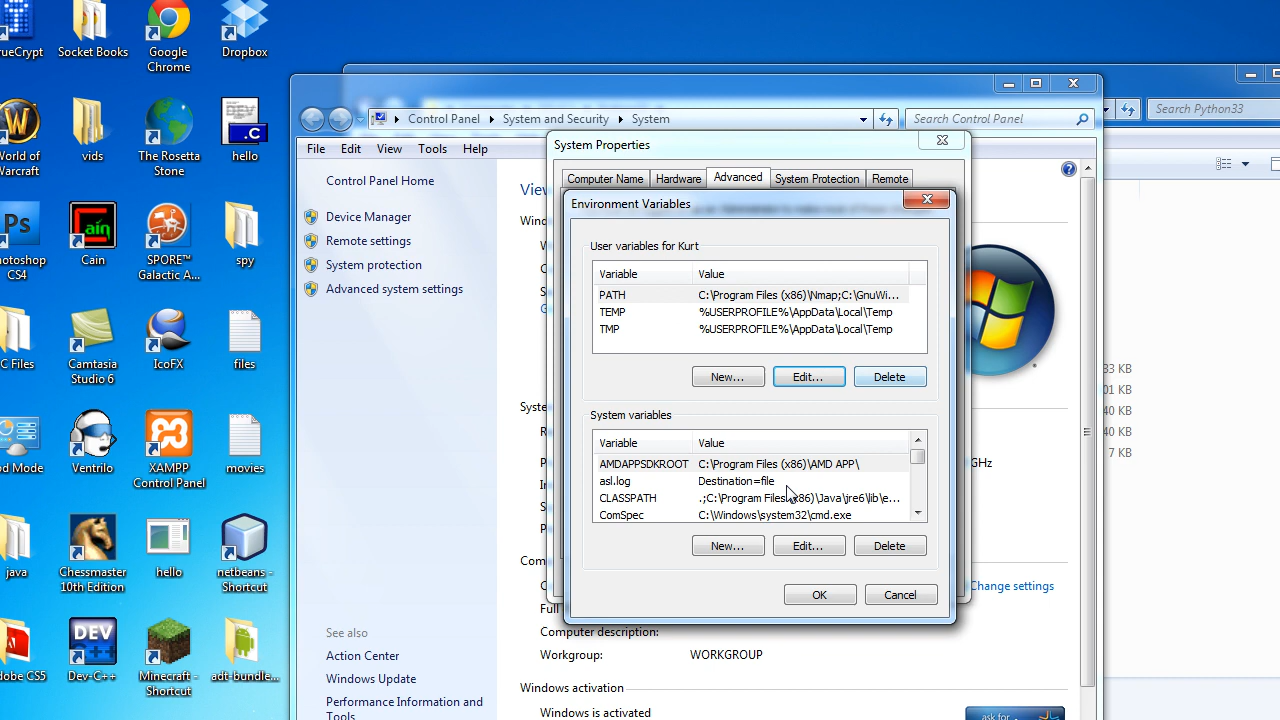 rueCrypt
Socket Books
Google
Chrome
Dropbox
World of
Warcraft
vids
The Rosetta
Stone
.C
hello
Ps
otoshop
CS4
Cain
Cain
SPORE™
Galactic A...
spy
C Files
Camtasia
Studio 6
IcoFX
files
od Mode
Ventrilo
XAMPP
Control Panel
movies
java
Chessmaster
10th Edition
hello
netbeans -
Shortcut
dobe CS5
DEV
Dev-C++
Minecraft -
Shortcut
adt-bundle...
Search Python33
Control Panel
System and Security
System
Search Control Panel
File
Edit
View
Tools
Help
Control Panel Home
Device Manager
Remote settings
System protection
Advanced system settings
See also
Action Center
Windows Update
Performance Information and
Tools
System Properties
Computer Name
Hardware
Advanced
System Protection
Remote
Environment Variables
User variables for Kurt
Variable
Value
PATH
C:\Program Files (x86)\Nmap;C:\GnuWi...
TEMP
%USERPROFILE%\AppData\Local\Temp
TMP
%USERPROFILE%\AppData\Local\Temp
New...
Edit...
Delete
System variables
Variable
Value
AMDAPPSDKROOT
C:\Program Files (x86)\AMD APP\
asl.log
Destination=file
CLASSPATH
ComSpec
C:\Windows\system32\cmd.exe
New...
Edit...
Delete
OK
Cancel
GHz
Change settings
Computer description:
Workgroup:
WORKGROUP
Windows activation
Windows is activated
ask for
33 KB
01 KB
40 KB
40 KB
7 KB